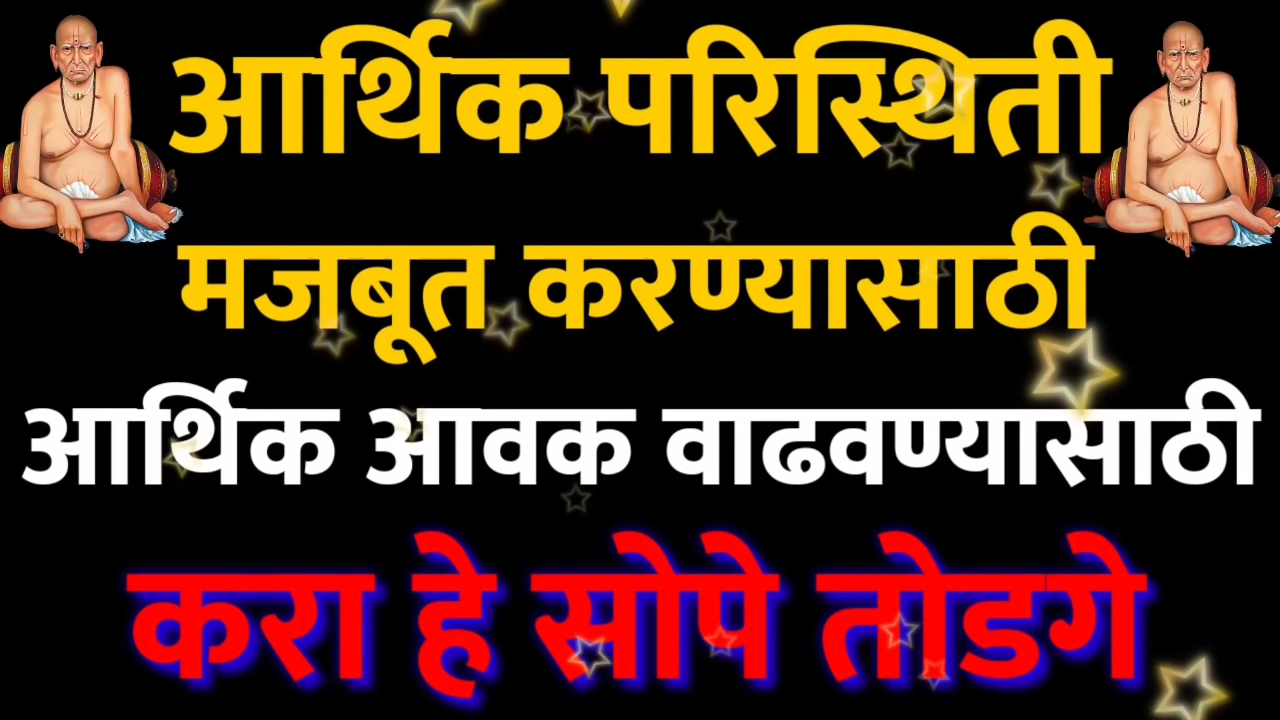 आर्थिक परिस्थिती
मजबूत करण्यासाठी
आर्थिक आवक वाढवण्यासाठी
करा हे सोपे तोडगे